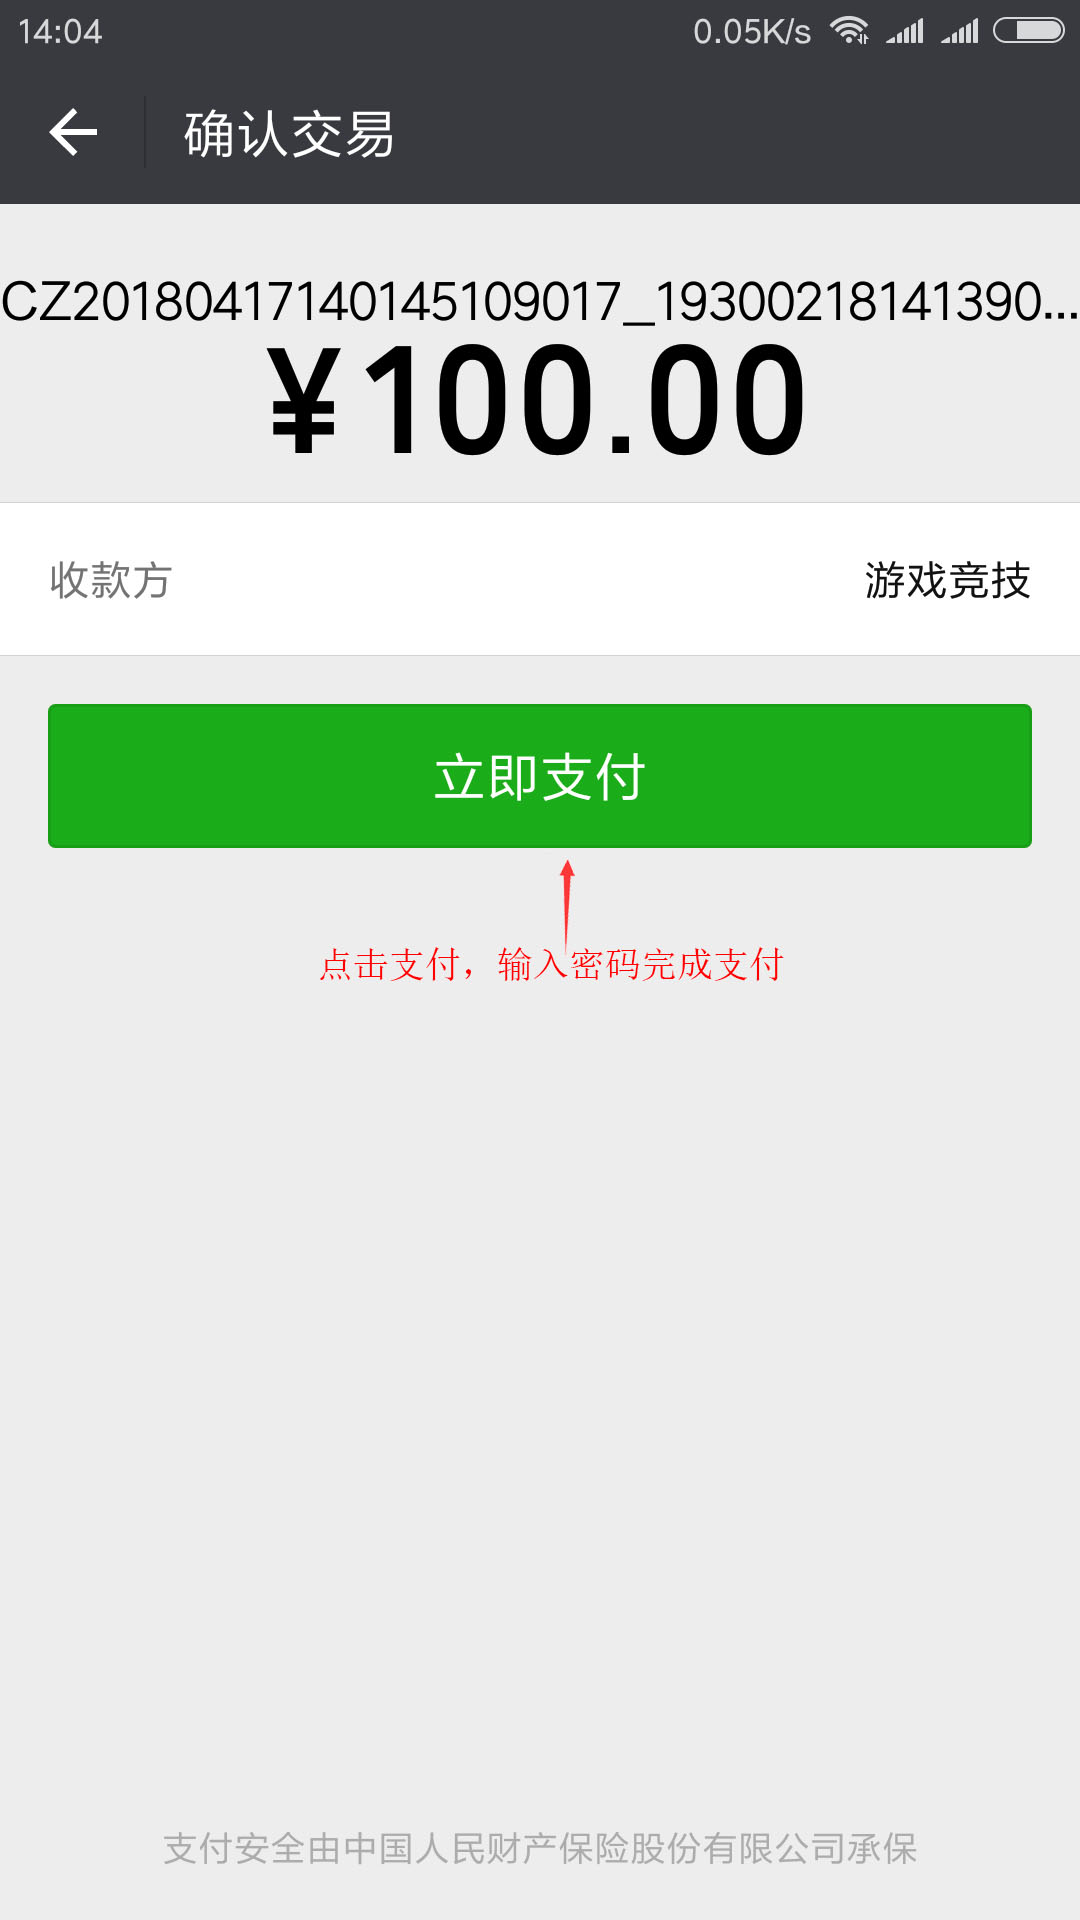 14:04 0.05K/s
确认交易
CZ20180417140145109017_19300218141390...
¥100.00
收款方 游戏竞技
立即支付
点击支付，输入密码完成支付
支付安全由中国人民财产保险股份有限公司承保